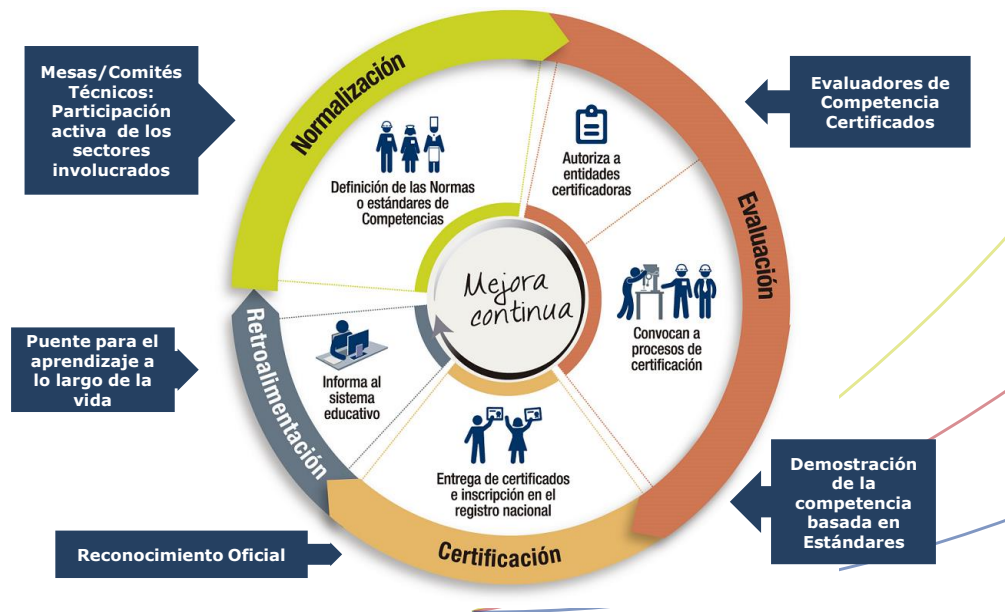 Mesas/Comités
Técnicos:
Participación
activa de los
sectores
involucrados
Normalización
Definición de las Normas
o estándares de
Competencias
Autoriza a
entidades
certificadoras
Evaluadores de
Competencia
Certificados
Evaluación
Convocan a
procesos de
certificación
Mejora
continua
Puente para el
aprendizaje a
lo largo de la
vida
Retroalimentación
Informa al
sistema
educativo
Entrega de certificados
e inscripción en el
registro nacional
Certificación
Demostración
de la
competencia
basada en
Estándares
Reconocimiento Oficial